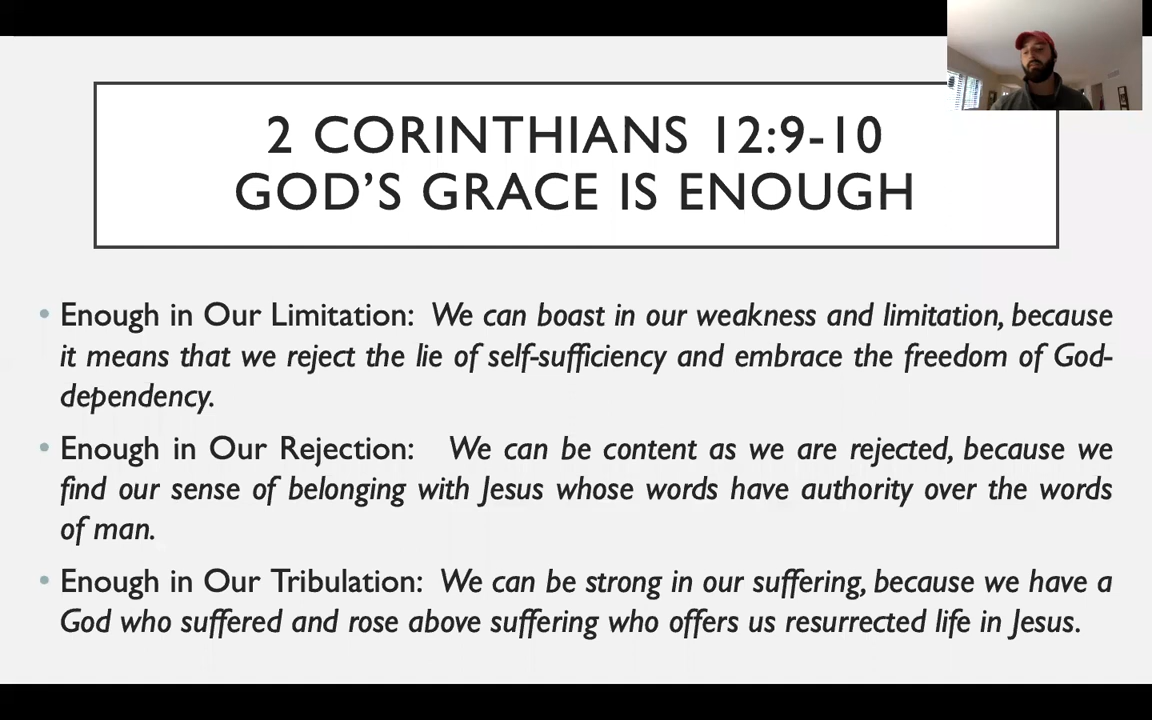 2 CORINTHIANS 12:9-10
GOD’S GRACE IS ENOUGH
• Enough in Our Limitation: We can boast in our weakness and limitation, because
it means that we reject the lie of self-sufficiency and embrace the freedom of God-
dependency.
• Enough in Our Rejection: We can be content as we are rejected, because we
find our sense of belonging with Jesus whose words have authority over the words
of man.
• Enough in Our Tribulation: We can be strong in our suffering, because we have a
God who suffered and rose above suffering who offers us resurrected life in Jesus.